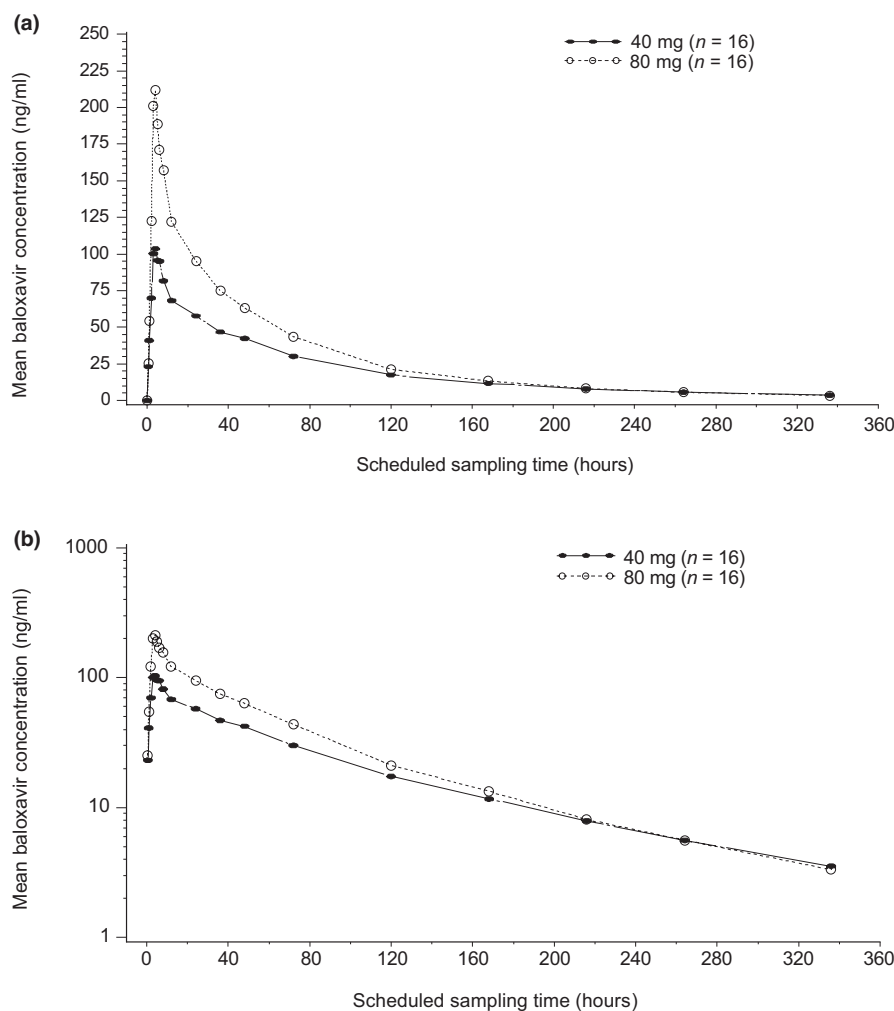 (a)
250
225
200
175
150
125
100
75
50
25
0
Mean baloxavir concentration (ng/ml)
40 mg (n = 16)
80 mg (n = 16)
0 40 80 120 160 200 240 280 320 360
Scheduled sampling time (hours)
(b)
1000
100
10
1
Mean baloxavir concentration (ng/ml)
40 mg (n = 16)
80 mg (n = 16)
0 40 80 120 160 200 240 280 320 360
Scheduled sampling time (hours)